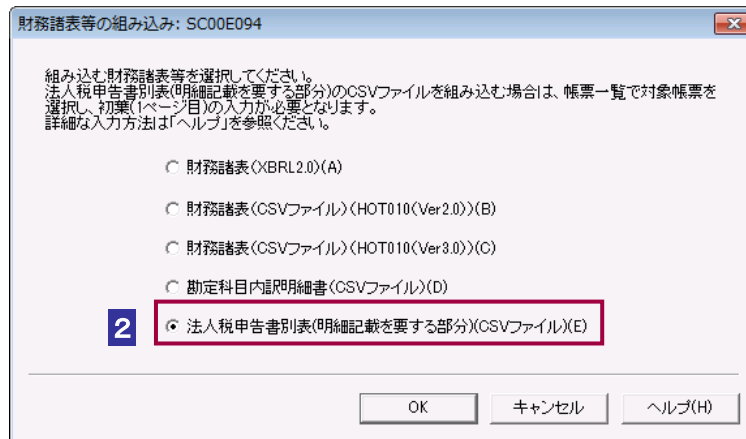 財務諸表等の組み込み: SC00E094
組み込む財務諸表等を選択してください。
法人税申告書別表(明細記載を要する部分)のCSVファイルを組み込む場合は、帳票一覧で対象帳票を
選択し、初葉(1ページ目)の入力が必要となります。
詳細な入力方法は「ヘルプ」を参照ください。
財務諸表(XBRL2.0)(A)
財務諸表(CSVファイル)(HOT010(Ver2.0))(B)
財務諸表(CSVファイル)(HOT010(Ver3.0))(C)
勘定科目内訳明細書(CSVファイル)(D)
2 法人税申告書別表(明細記載を要する部分)(CSVファイル)(E)
OK キャンセル ヘルプ(H)